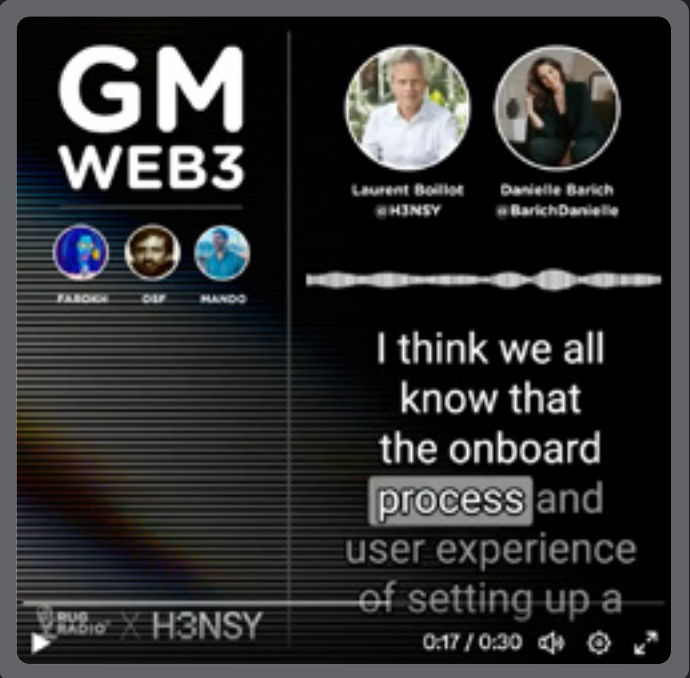 GM
WEB3
FAROKH
OSF
MANDO
Laurent Boillot
@H3NSY
Danielle Barich
@BarichDanielle
I think we all
know that
the onboard
process and
user experience
of setting up a
RUG
RADIO
X H3NSY
0:17 / 0:30